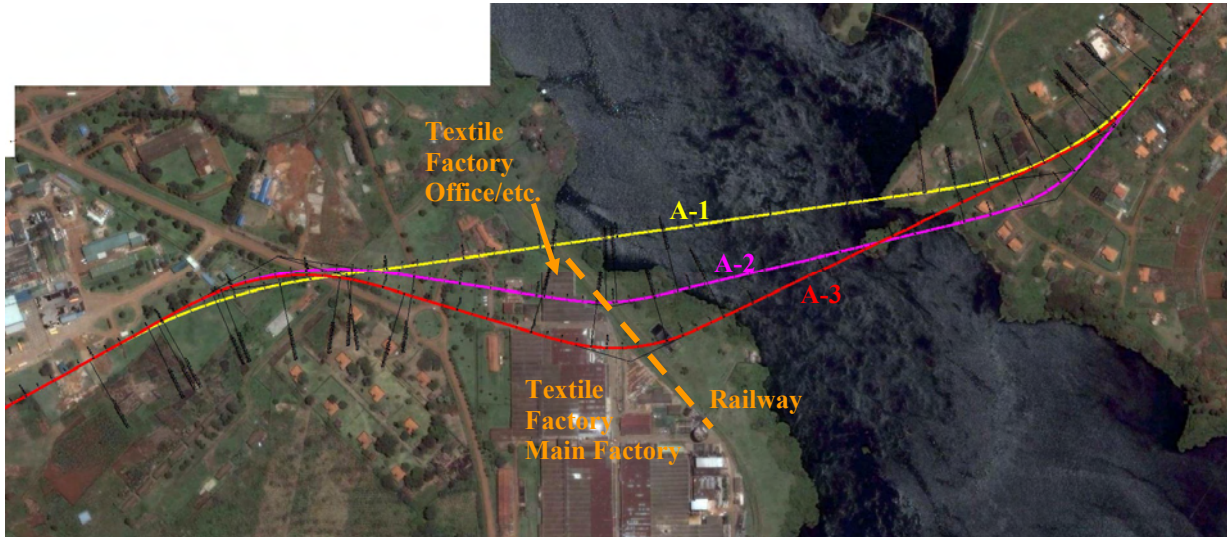 Textile
Factory
Office/etc.
A-1
A-2
A-3
Textile
Factory
Main Factory
Railway